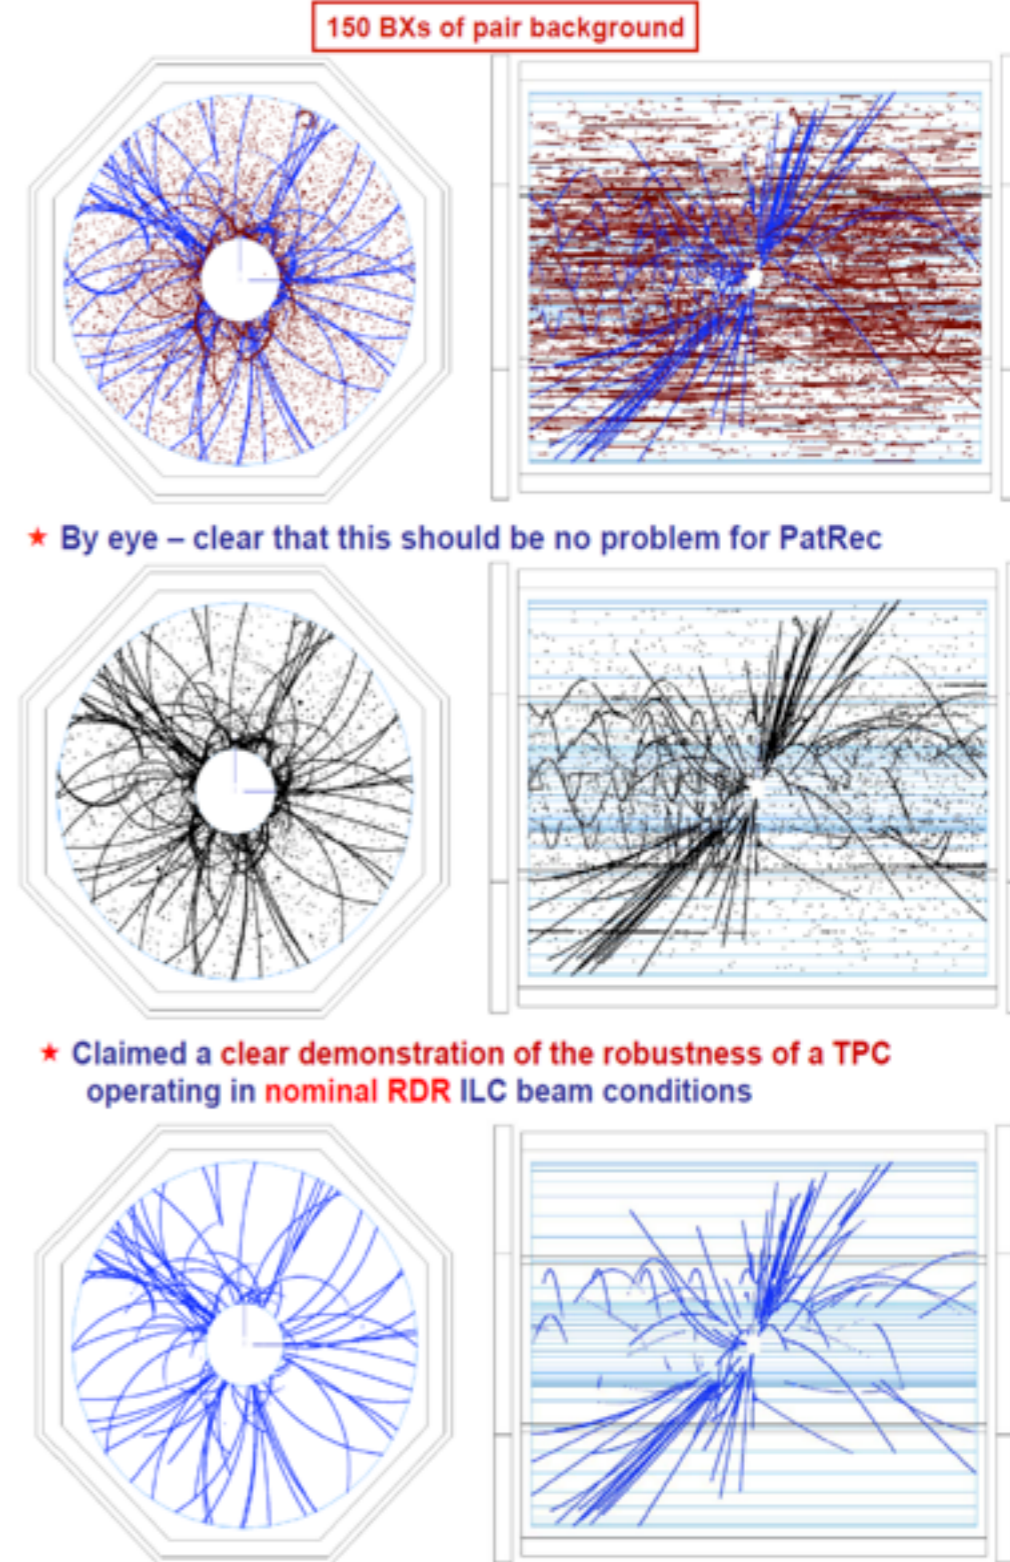 150 BXs of pair background
★ By eye – clear that this should be no problem for PatRec
★ Claimed a clear demonstration of the robustness of a TPC
operating in nominal RDR ILC beam conditions